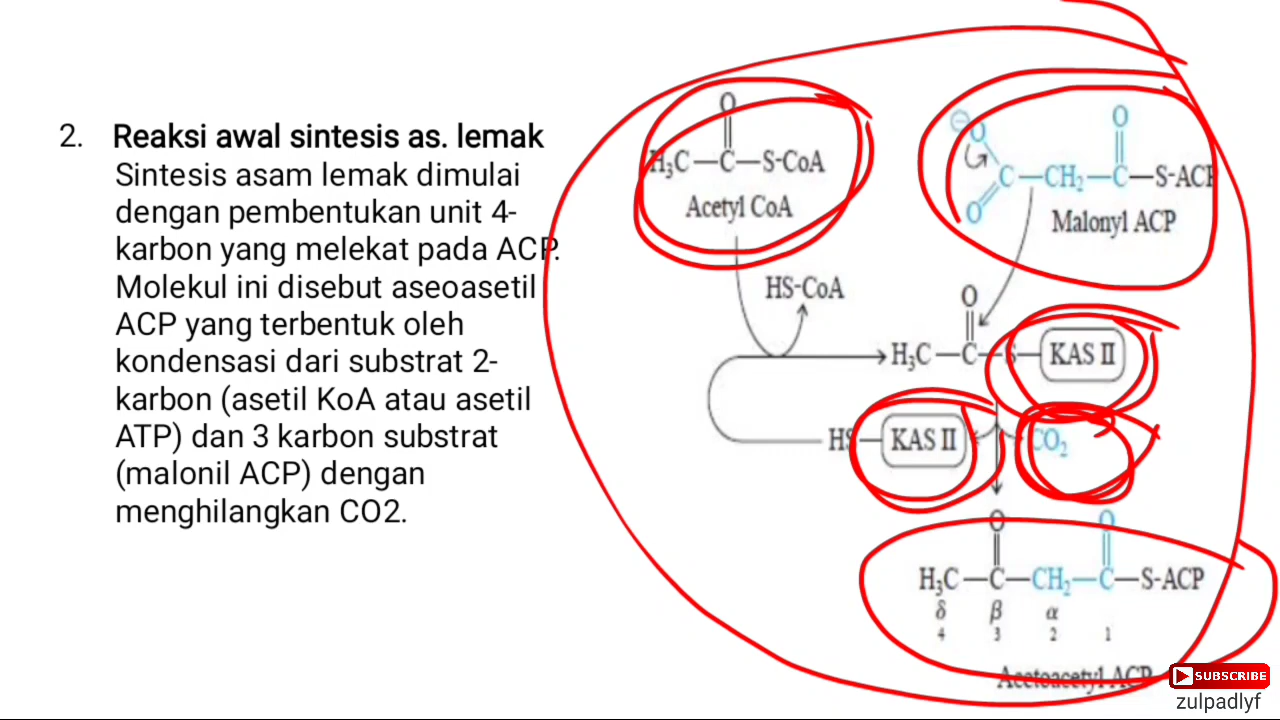 2. Reaksi awal sintesis as. lemak
Sintesis asam lemak dimulai
dengan pembentukan unit 4-
karbon yang melekat pada ACP.
Molekul ini disebut aseoasetil
ACP yang terbentuk oleh
kondensasi dari substrat 2-
karbon (asetil KoA atau asetil
ATP) dan 3 karbon substrat
(malonil ACP) dengan
menghilangkan CO2.
O
H₃C—C—S-CoA
Acetyl CoA
⊖O O
C—CH₂—C—S-ACP
O
Malonyl ACP
HS-CoA
O
H₃C—C—S—KAS II
HS—KAS II
CO₂
O O
H₃C—C—CH₂—C—S-ACP
δ β α
4 3 2 1
Acetoacetyl ACP
SUBSCRIBE
zulpadlyf